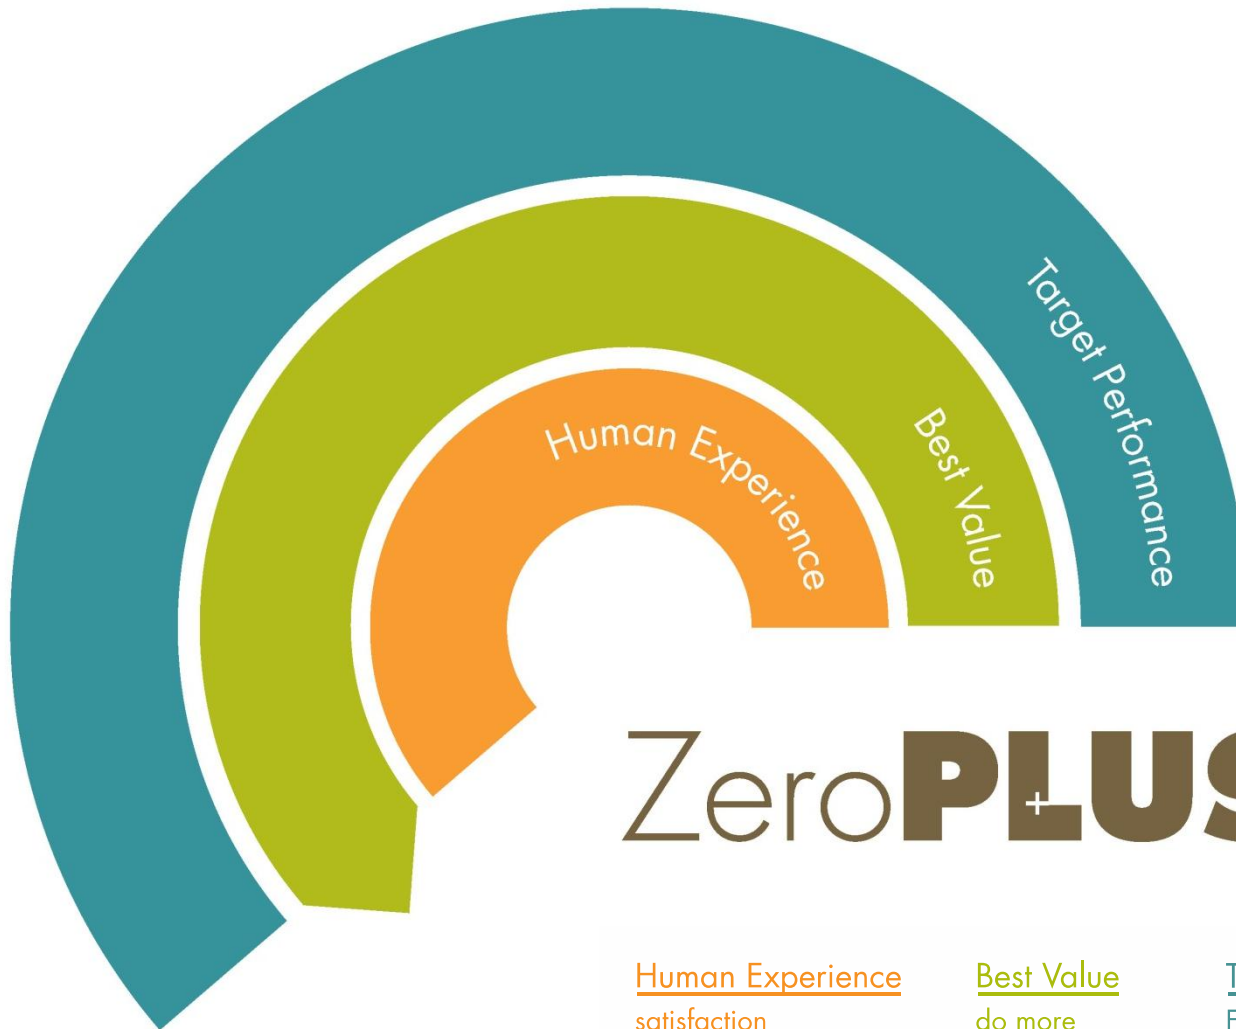 Target Performance
Best Value
Human Experience
ZeroPLUS
+
Human Experience
Best Value
satisfaction
do more